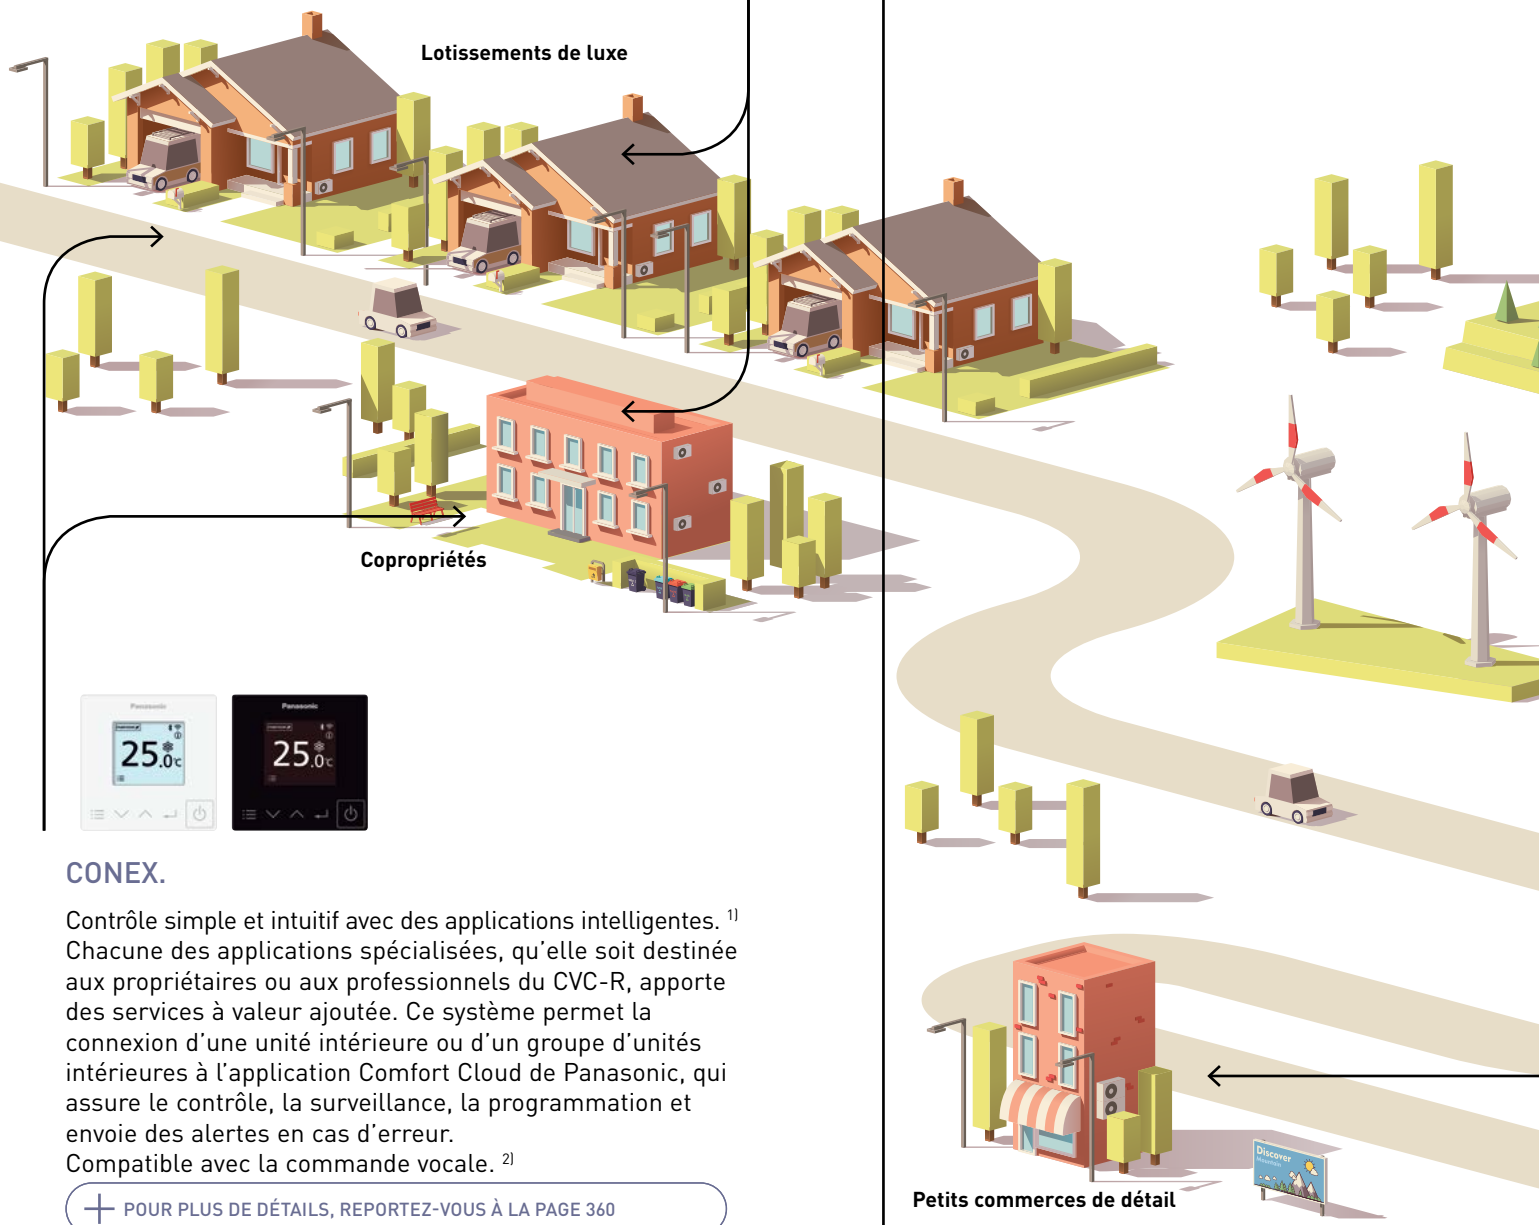 Lotissements de luxe
Copropriétés
Panasonic
25.0°C
Panasonic
25.0°C
CONEX.
Contrôle simple et intuitif avec des applications intelligentes. 1)
Chacune des applications spécialisées, qu'elle soit destinée
aux propriétaires ou aux professionnels du CVC-R, apporte
des services à valeur ajoutée. Ce système permet la
connexion d'une unité intérieure ou d'un groupe d'unités
intérieures à l'application Comfort Cloud de Panasonic, qui
assure le contrôle, la surveillance, la programmation et
envoie des alertes en cas d'erreur.
Compatible avec la commande vocale. 2)
POUR PLUS DE DÉTAILS, REPORTEZ-VOUS À LA PAGE 360
Discover
Mountain
Petits commerces de détail